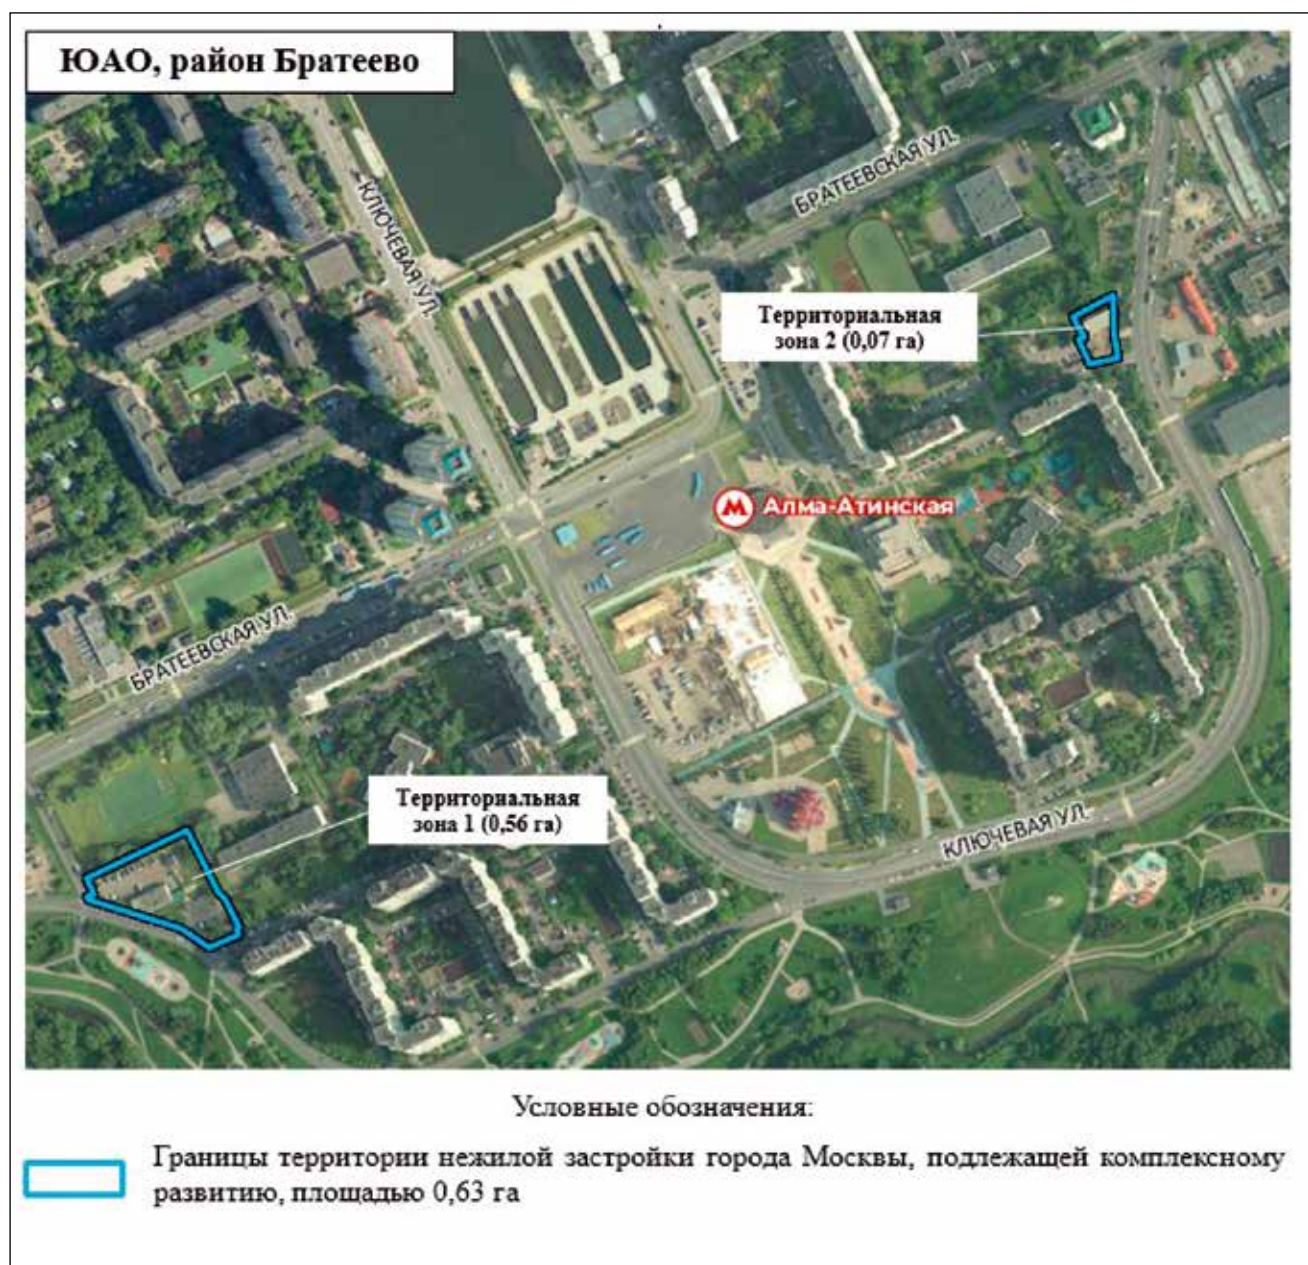 ЮАО, район Братеево
КЛЮЧЕВАЯ УЛ.
БРАТЕЕВСКАЯ УЛ.
Территориальная
зона 2 (0,07 га)
М Алма-Атинская
БРАТЕЕВСКАЯ УЛ.
Территориальная
зона 1 (0,56 га)
КЛЮЧЕВАЯ УЛ.
Условные обозначения:
Границы территории нежилой застройки города Москвы, подлежащей комплексному
развитию, площадью 0,63 га